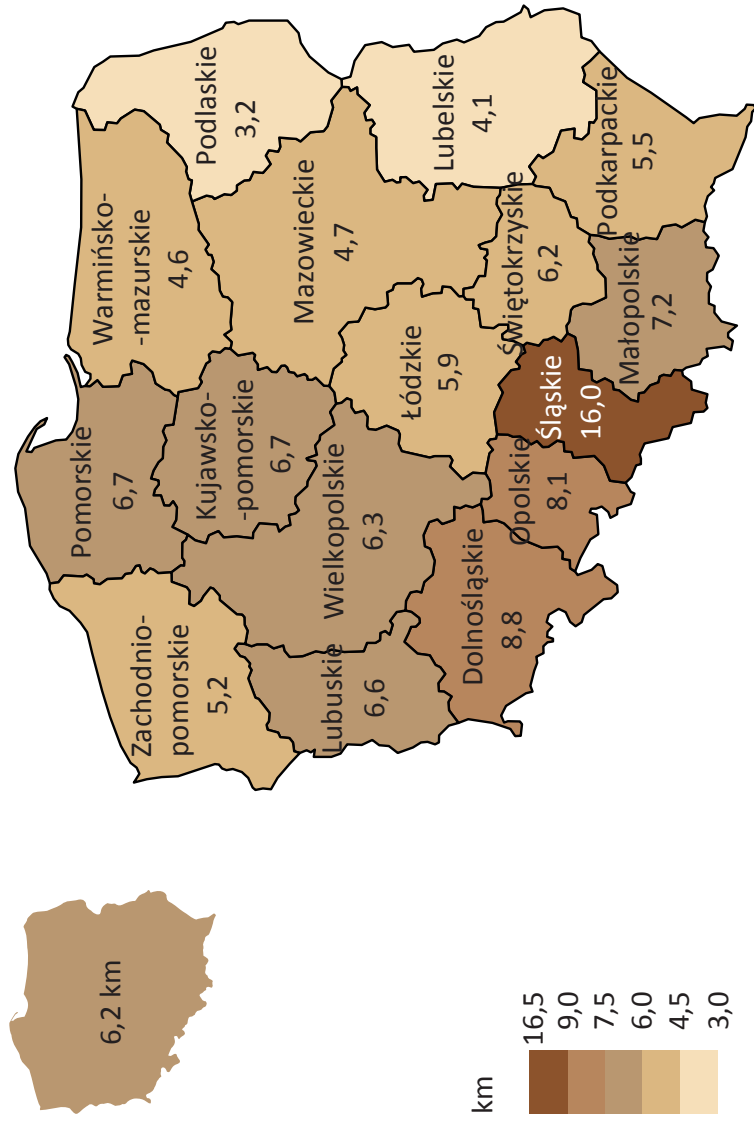 6,2 km
km
16,5
9,0
7,5
6,0
4,5
3,0
Pomorskie
6,7
Zachodnio-
pomorskie
5,2
Warmińsko-
-mazurskie
4,6
Podlaskie
3,2
Kujawsko-
-pomorskie
6,7
Mazowieckie
4,7
Wielkopolskie
6,3
Lubuskie
6,6
Łódzkie
5,9
Lubelskie
4,1
Dolnośląskie
8,8
Opolskie
8,1
Śląskie
16,0
Świętokrzyskie
6,2
Małopolskie
7,2
Podkarpackie
5,5